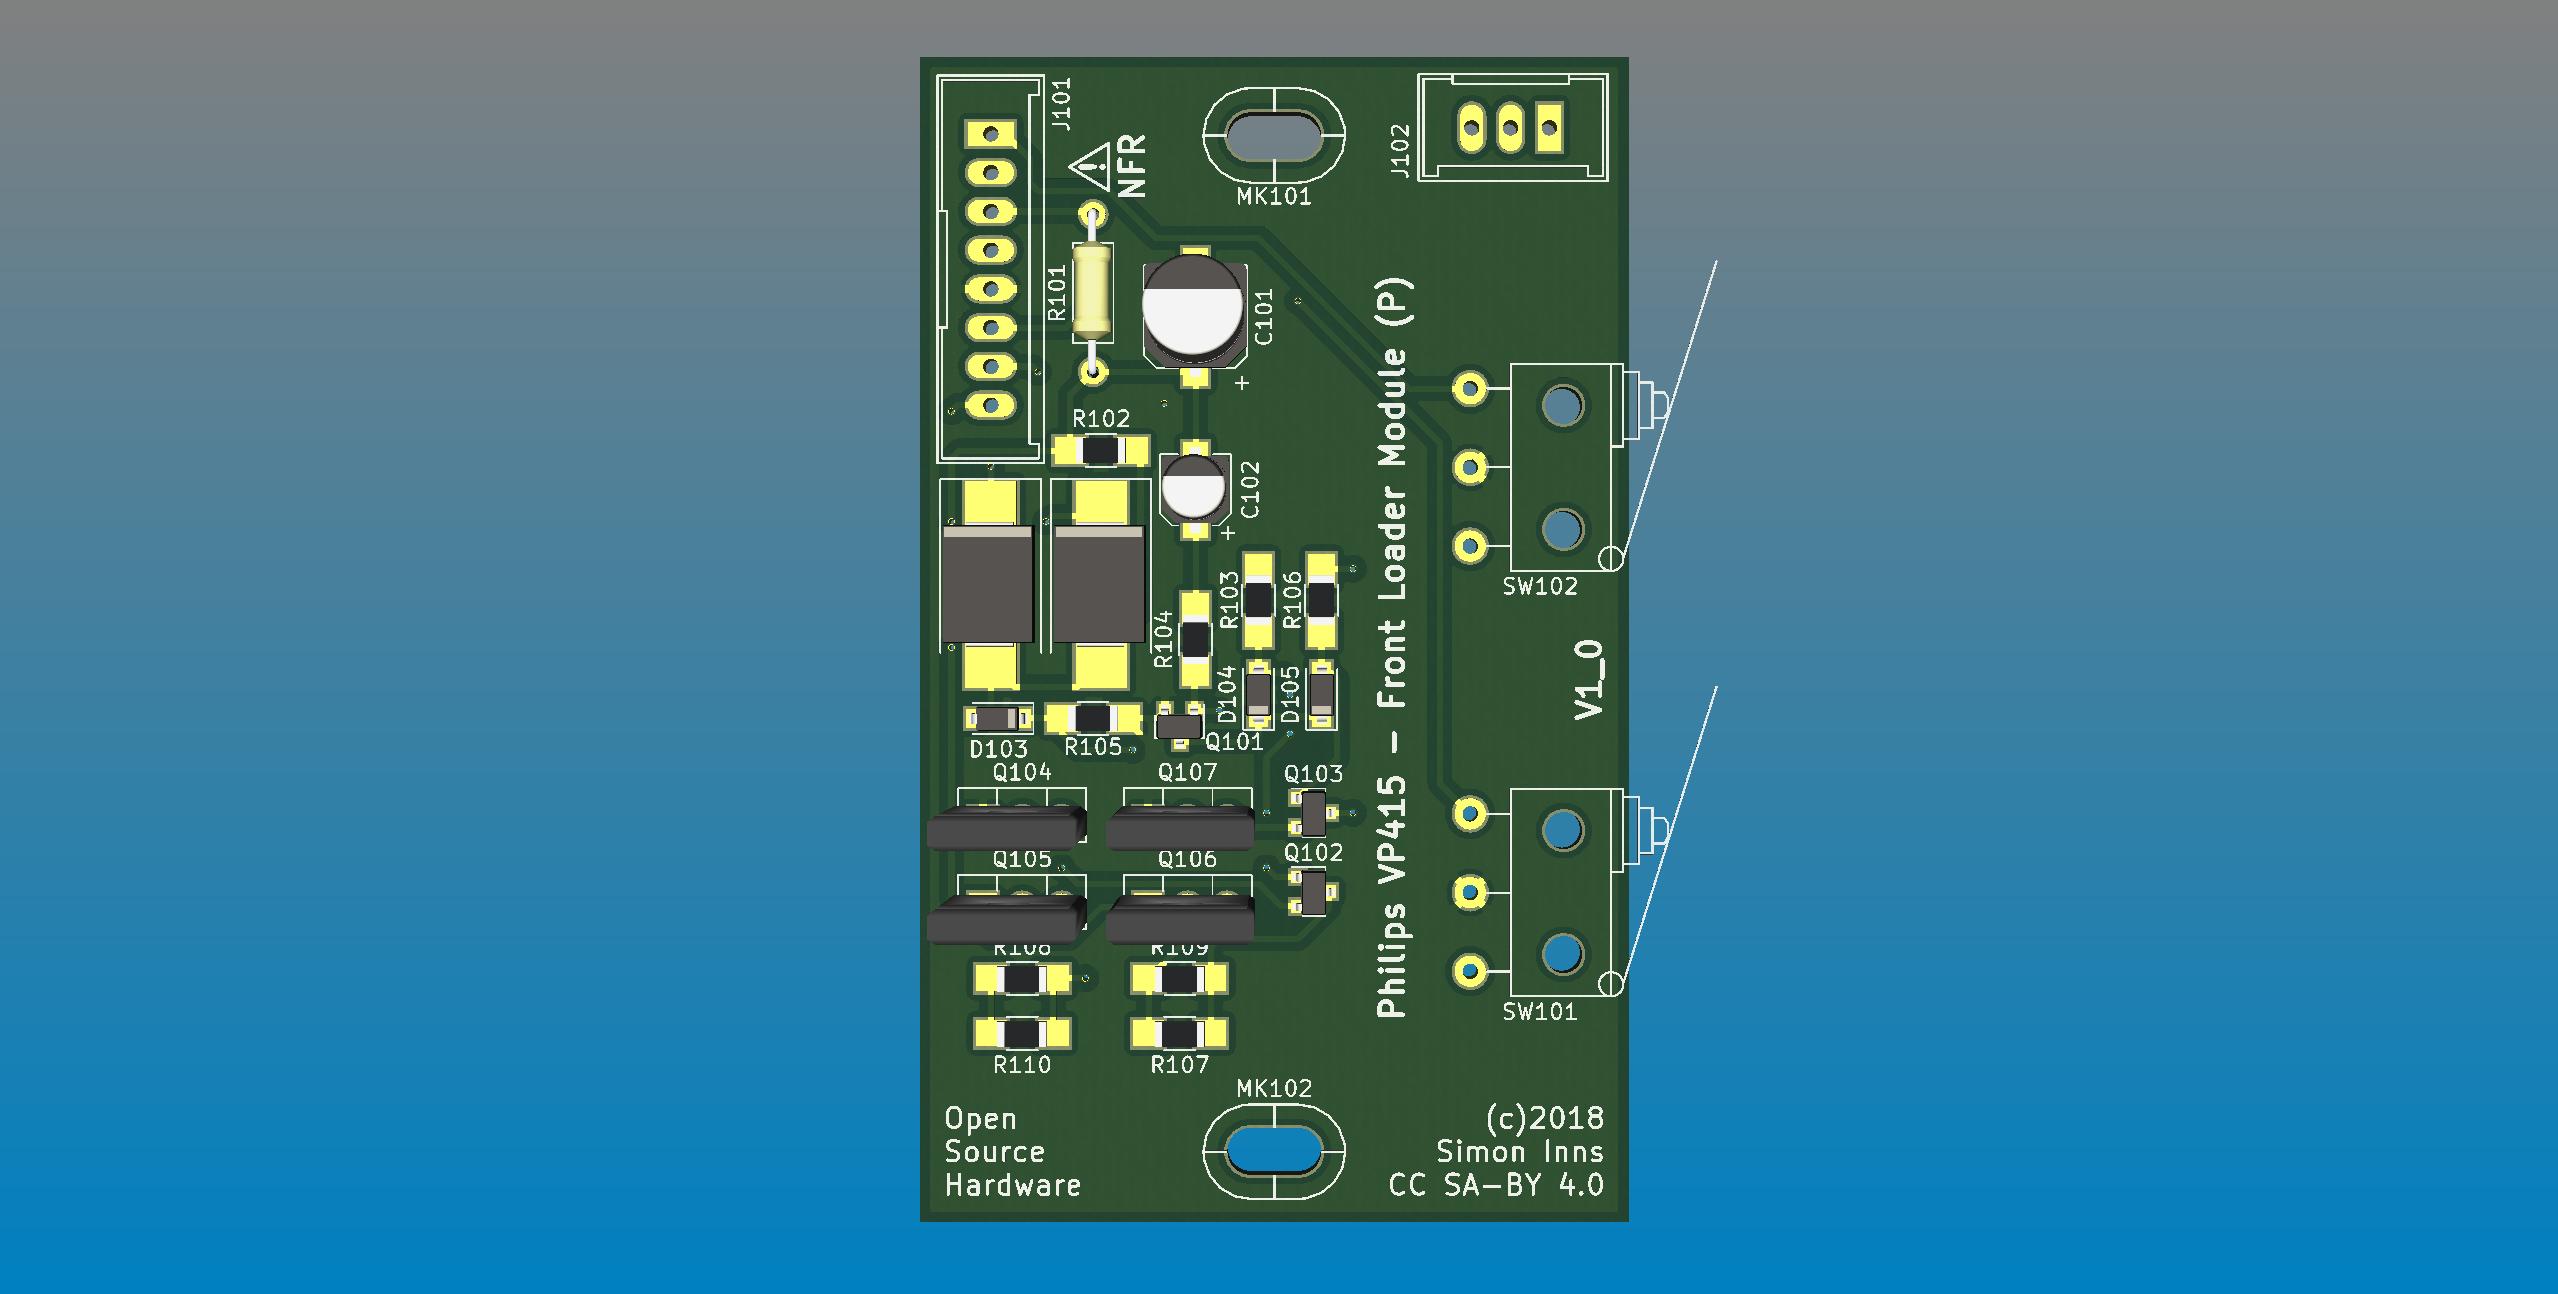 J101
NFR
MK101
J102
R101
C101
+
R102
C102
+
R103
R106
R104
D104
D105
SW102
Philips VP415 – Front Loader Module (P)
V1_0
D103
R105
Q101
Q104
Q107
Q103
Q105
Q106
Q102
R108
R109
SW101
R110
R107
MK102
Open
Source
Hardware
(c)2018
Simon Inns
CC SA–BY 4.0